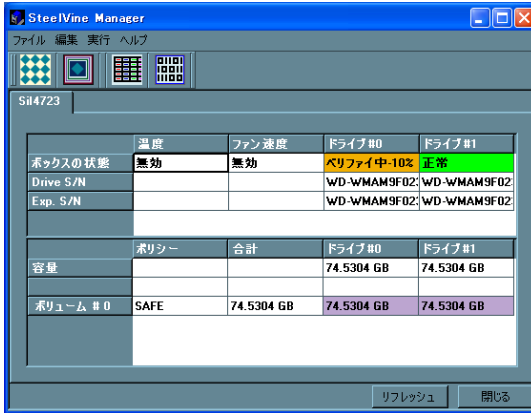 SteelVine Manager
ファイル 編集 実行 ヘルプ
SiI4723
温度 ファン速度 ドライブ#0 ドライブ#1
ボックスの状態 無効 無効 ベリファイ中-10% 正常
Drive S/N WD-WMAM9F02 WD-WMAM9F02
Exp. S/N WD-WMAM9F02 WD-WMAM9F02
ポリシー 合計 ドライブ#0 ドライブ#1
容量 74.5304 GB 74.5304 GB
ボリューム #0 SAFE 74.5304 GB 74.5304 GB 74.5304 GB
リフレッシュ 閉じる